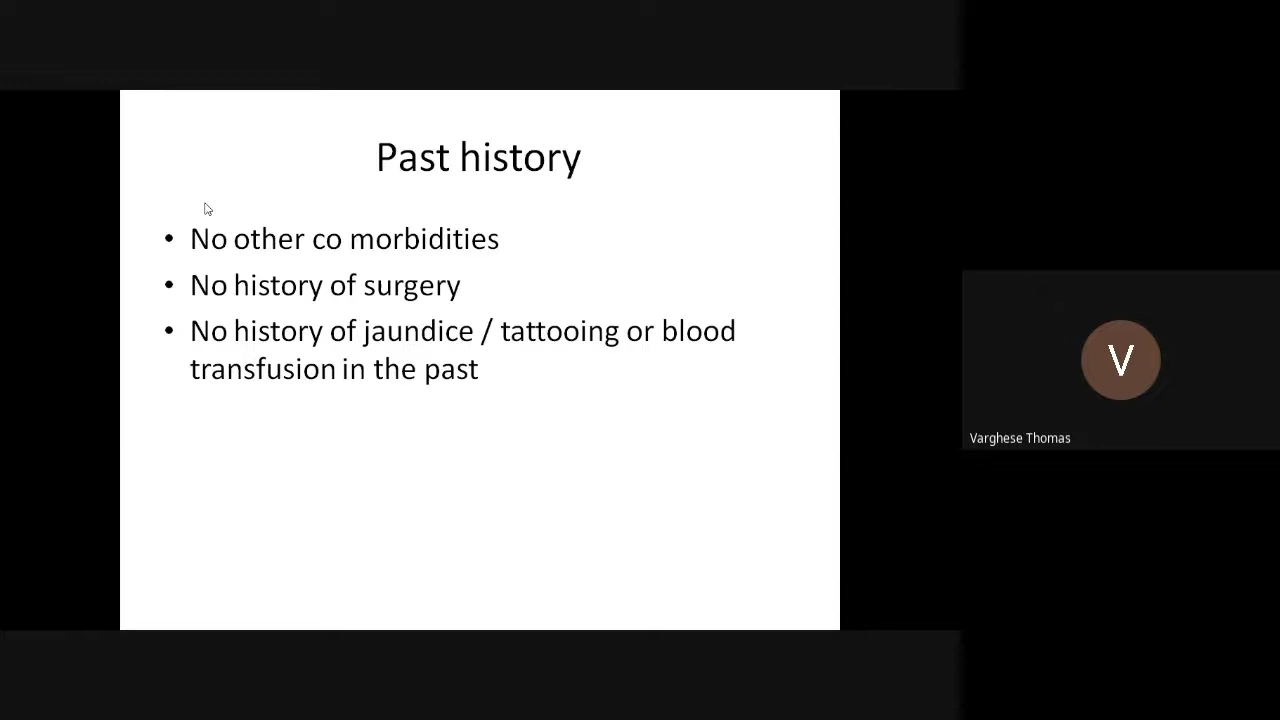 Past history
• No other co morbidities
• No history of surgery
• No history of jaundice / tattooing or blood
transfusion in the past
V
Varghese Thomas